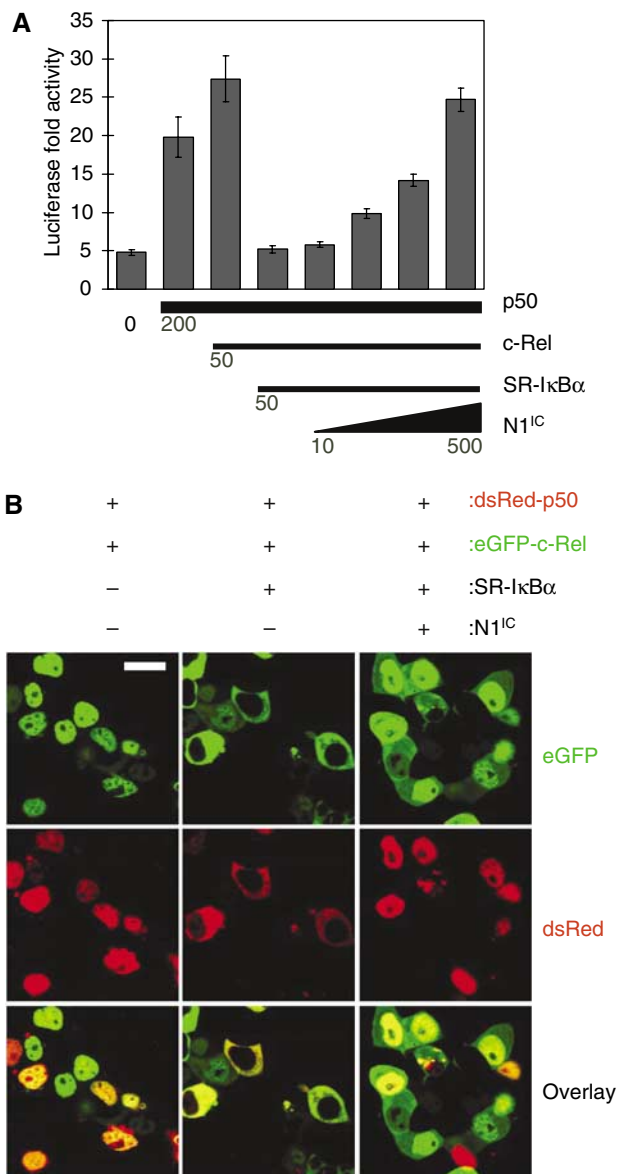 A
Luciferase fold activity
35
30
25
20
15
10
5
0
p50
0 200
c-Rel
50
SR-IκBα
50
N1^IC
10 500
B
+ + + :dsRed-p50
+ + + :eGFP-c-Rel
– + + :SR-IκBα
– – + :N1^IC
eGFP
dsRed
Overlay